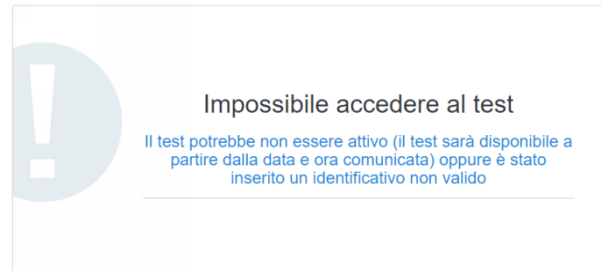 Impossibile accedere al test
Il test potrebbe non essere attivo (il test sarà disponibile a
partire dalla data e ora comunicata) oppure è stato
inserito un identificativo non valido